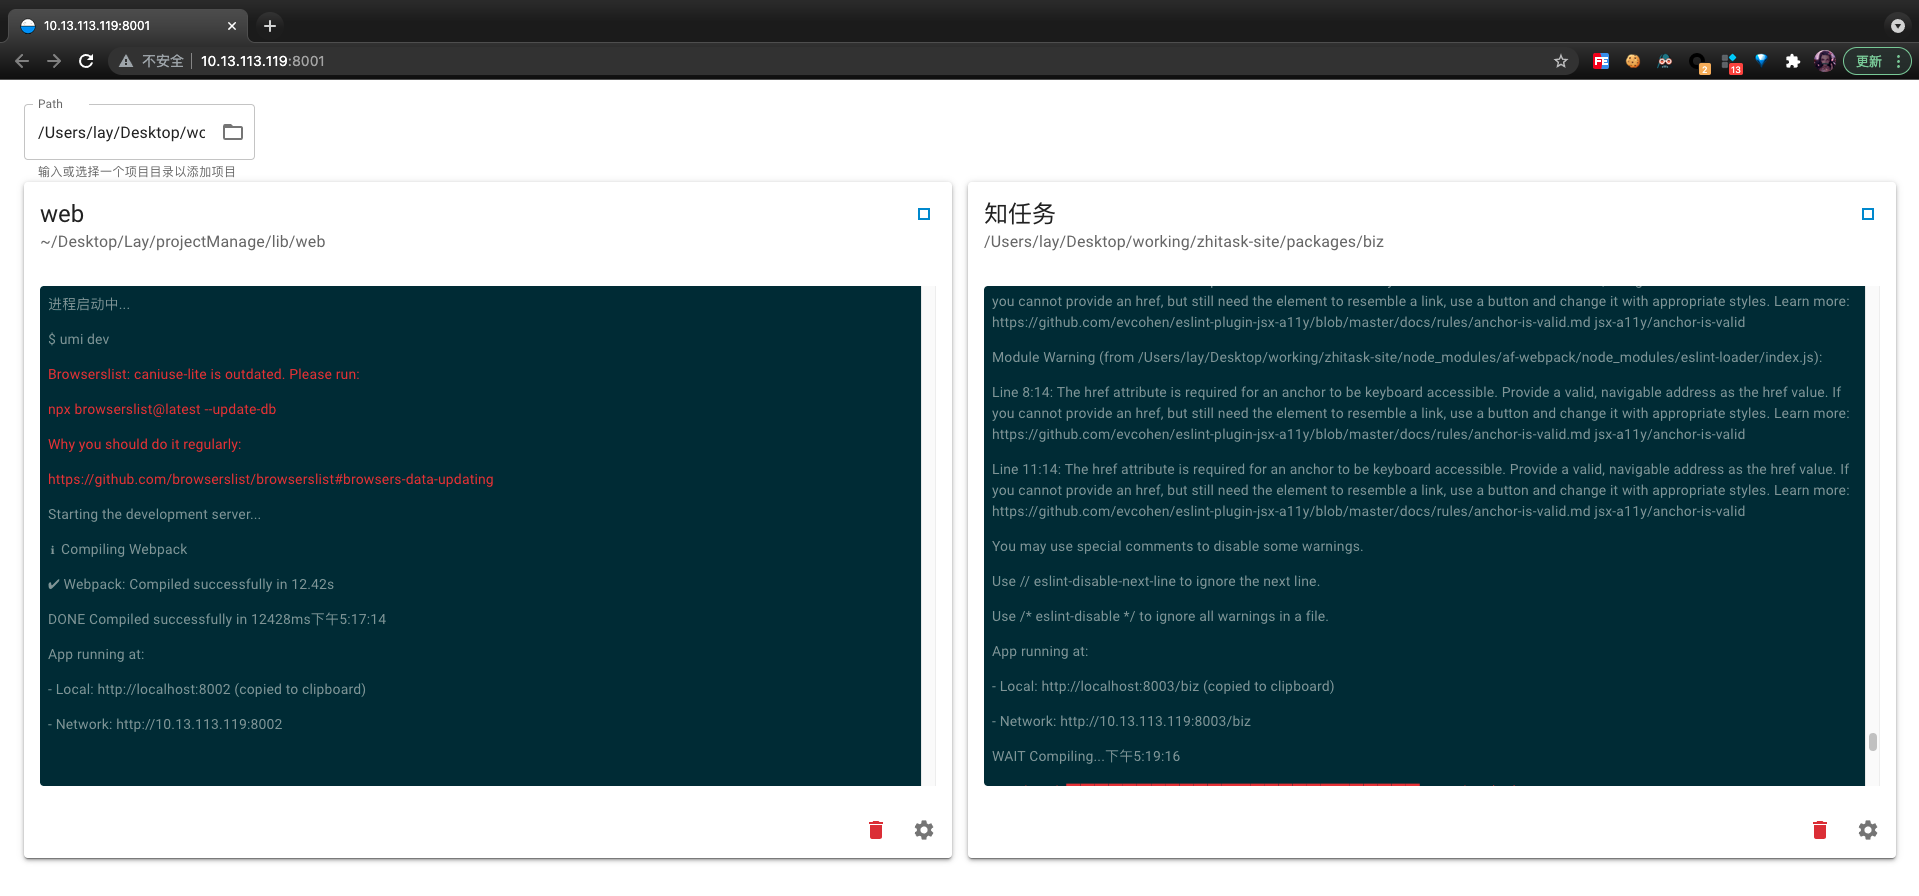 10.13.113.119:8001
不安全
10.13.113.119:8001
FE
2
13
更新
Path
/Users/lay/Desktop/wo
输入或选择一个项目目录以添加项目
web
~/Desktop/Lay/projectManage/lib/web
进程启动中...
$ umi dev
Browserslist: caniuse-lite is outdated. Please run:
npx browserslist@latest --update-db
Why you should do it regularly:
https://github.com/browserslist/browserslist#browsers-data-updating
Starting the development server...
ℹ Compiling Webpack
✔ Webpack: Compiled successfully in 12.42s
DONE Compiled successfully in 12428ms下午5:17:14
App running at:
- Local: http://localhost:8002 (copied to clipboard)
- Network: http://10.13.113.119:8002
知任务
/Users/lay/Desktop/working/zhitask-site/packages/biz
you cannot provide an href, but still need the element to resemble a link, use a button and change it with appropriate styles. Learn more:
https://github.com/evcohen/eslint-plugin-jsx-a11y/blob/master/docs/rules/anchor-is-valid.md jsx-a11y/anchor-is-valid
Module Warning (from /Users/lay/Desktop/working/zhitask-site/node_modules/af-webpack/node_modules/eslint-loader/index.js):
Line 8:14: The href attribute is required for an anchor to be keyboard accessible. Provide a valid, navigable address as the href value. If
you cannot provide an href, but still need the element to resemble a link, use a button and change it with appropriate styles. Learn more:
https://github.com/evcohen/eslint-plugin-jsx-a11y/blob/master/docs/rules/anchor-is-valid.md jsx-a11y/anchor-is-valid
Line 11:14: The href attribute is required for an anchor to be keyboard accessible. Provide a valid, navigable address as the href value. If
you cannot provide an href, but still need the element to resemble a link, use a button and change it with appropriate styles. Learn more:
https://github.com/evcohen/eslint-plugin-jsx-a11y/blob/master/docs/rules/anchor-is-valid.md jsx-a11y/anchor-is-valid
You may use special comments to disable some warnings.
Use // eslint-disable-next-line to ignore the next line.
Use /* eslint-disable */ to ignore all warnings in a file.
App running at:
- Local: http://localhost:8003/biz (copied to clipboard)
- Network: http://10.13.113.119:8003/biz
WAIT Compiling...下午5:19:16